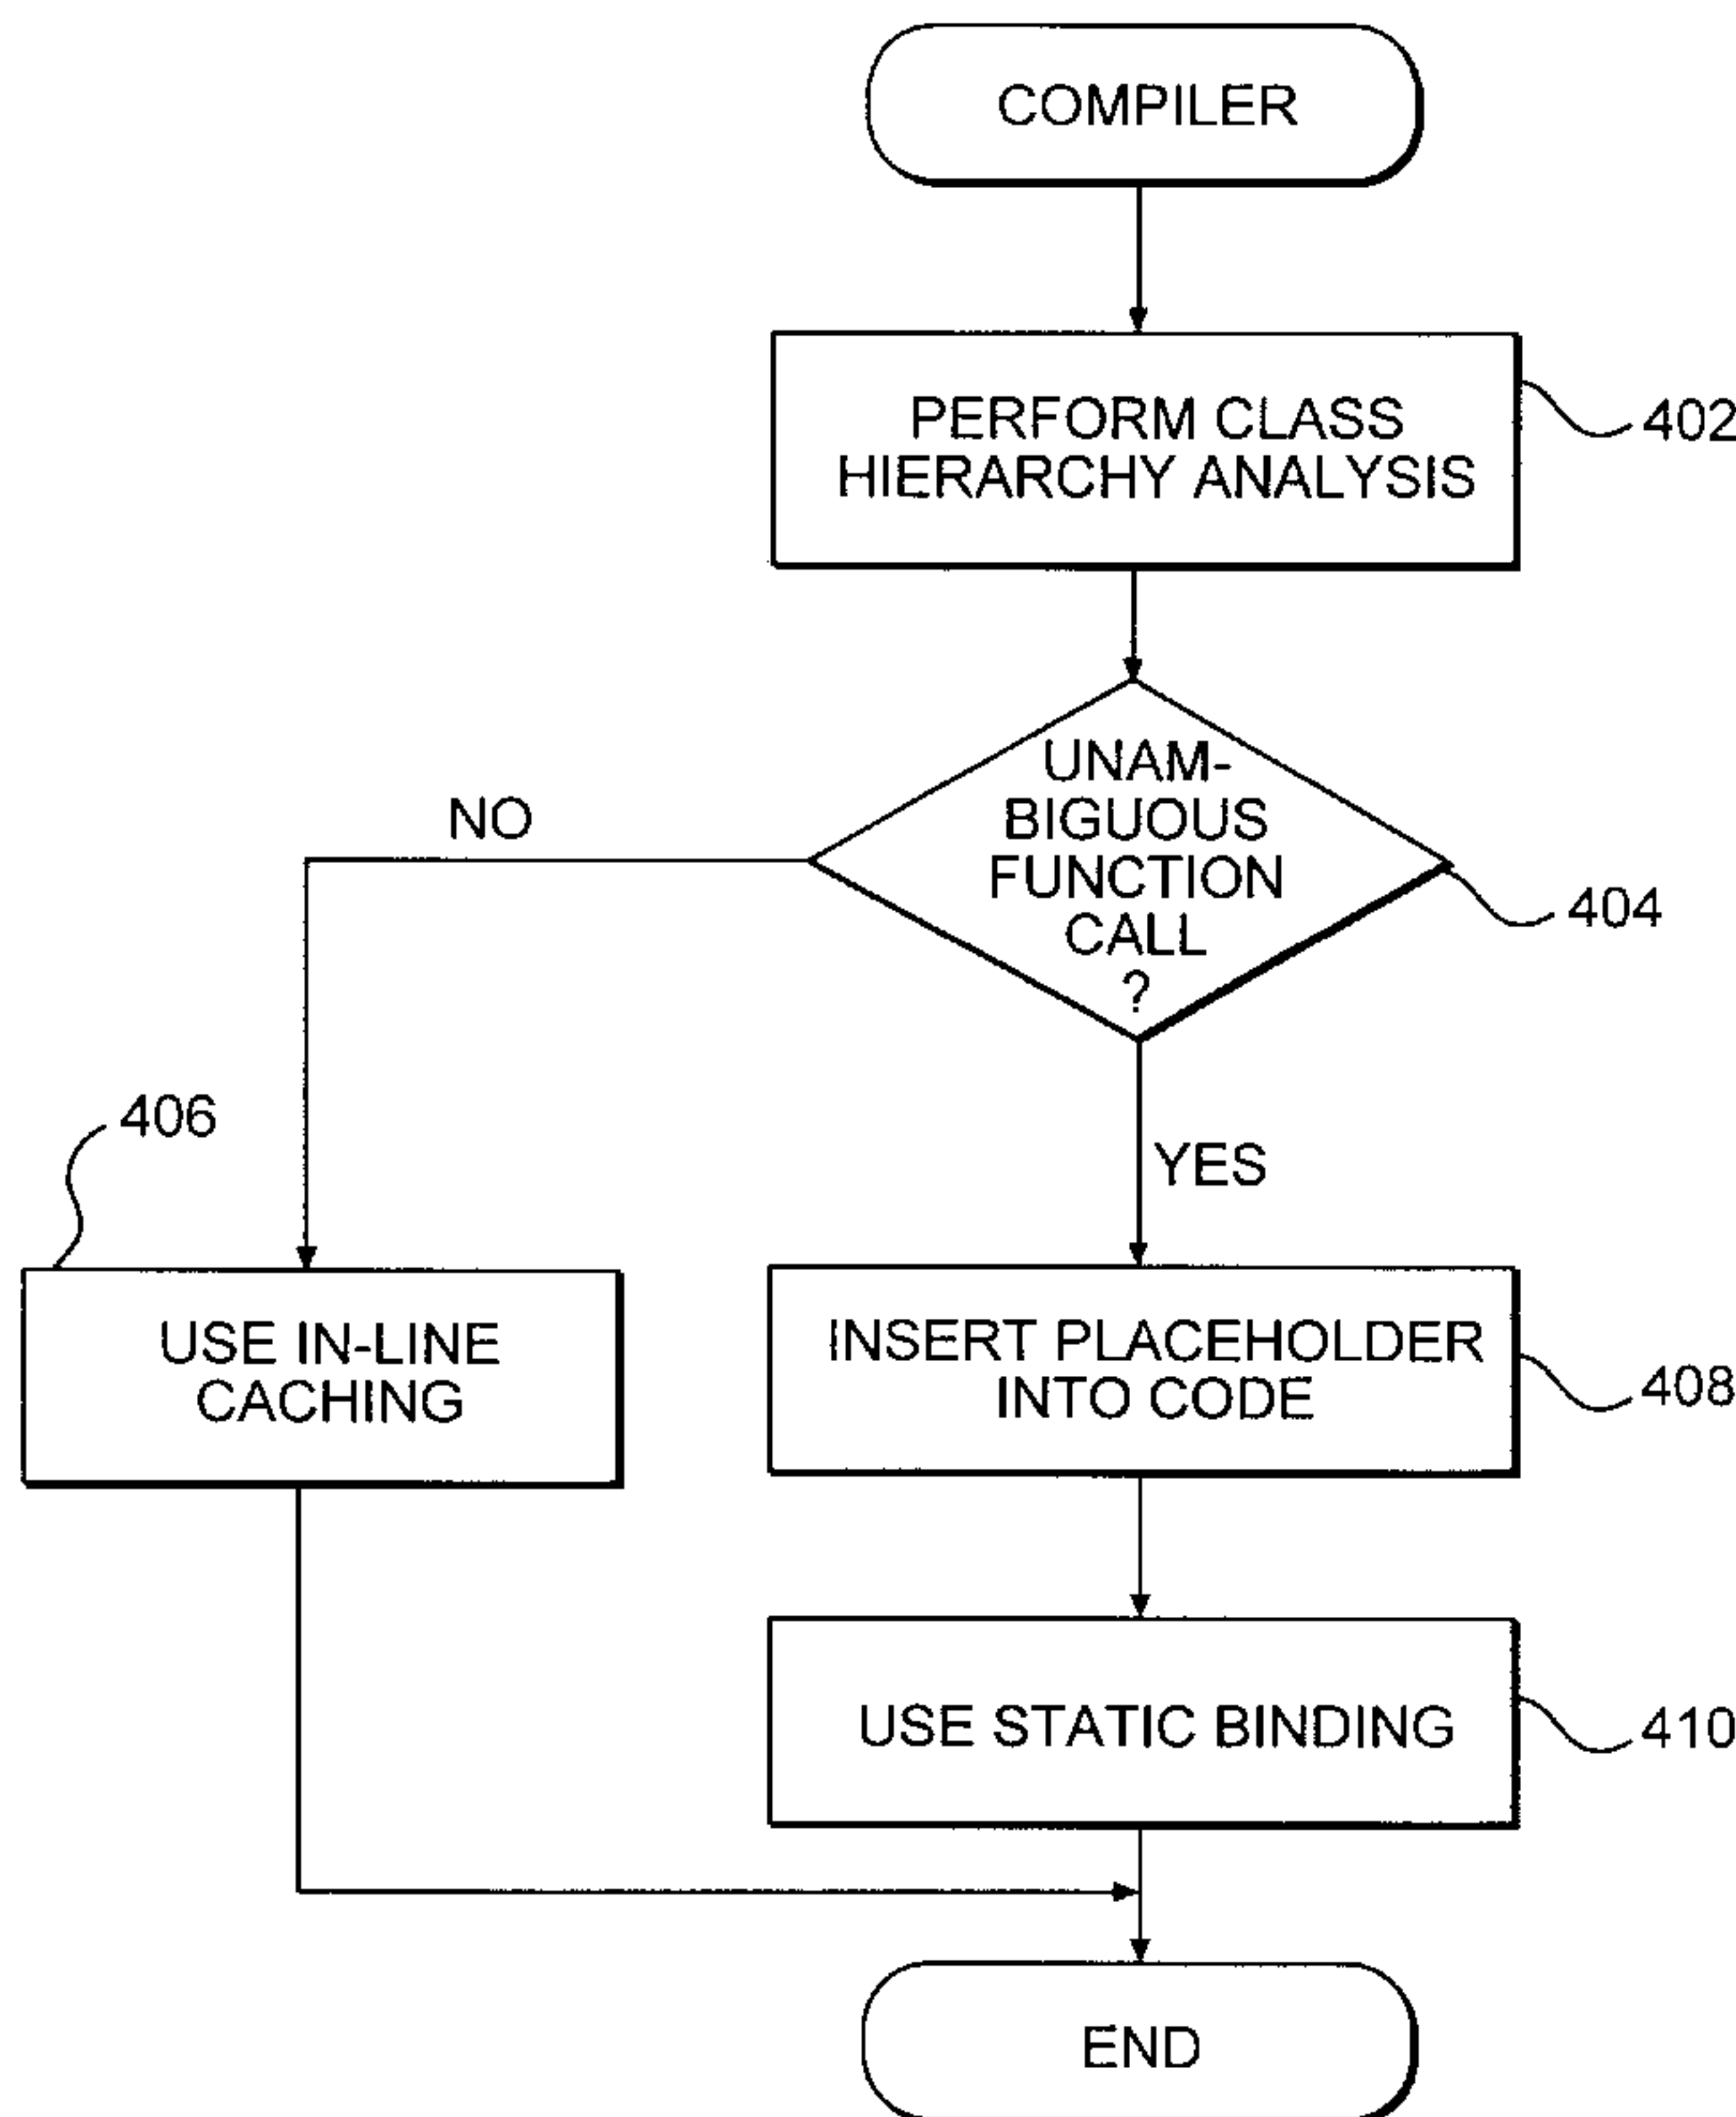 COMPILER
PERFORM CLASS
HIERARCHY ANALYSIS
402
UNAM-
BIGUOUS
FUNCTION
CALL
?
404
NO
YES
406
USE IN-LINE
CACHING
INSERT PLACEHOLDER
INTO CODE
408
USE STATIC BINDING
410
END